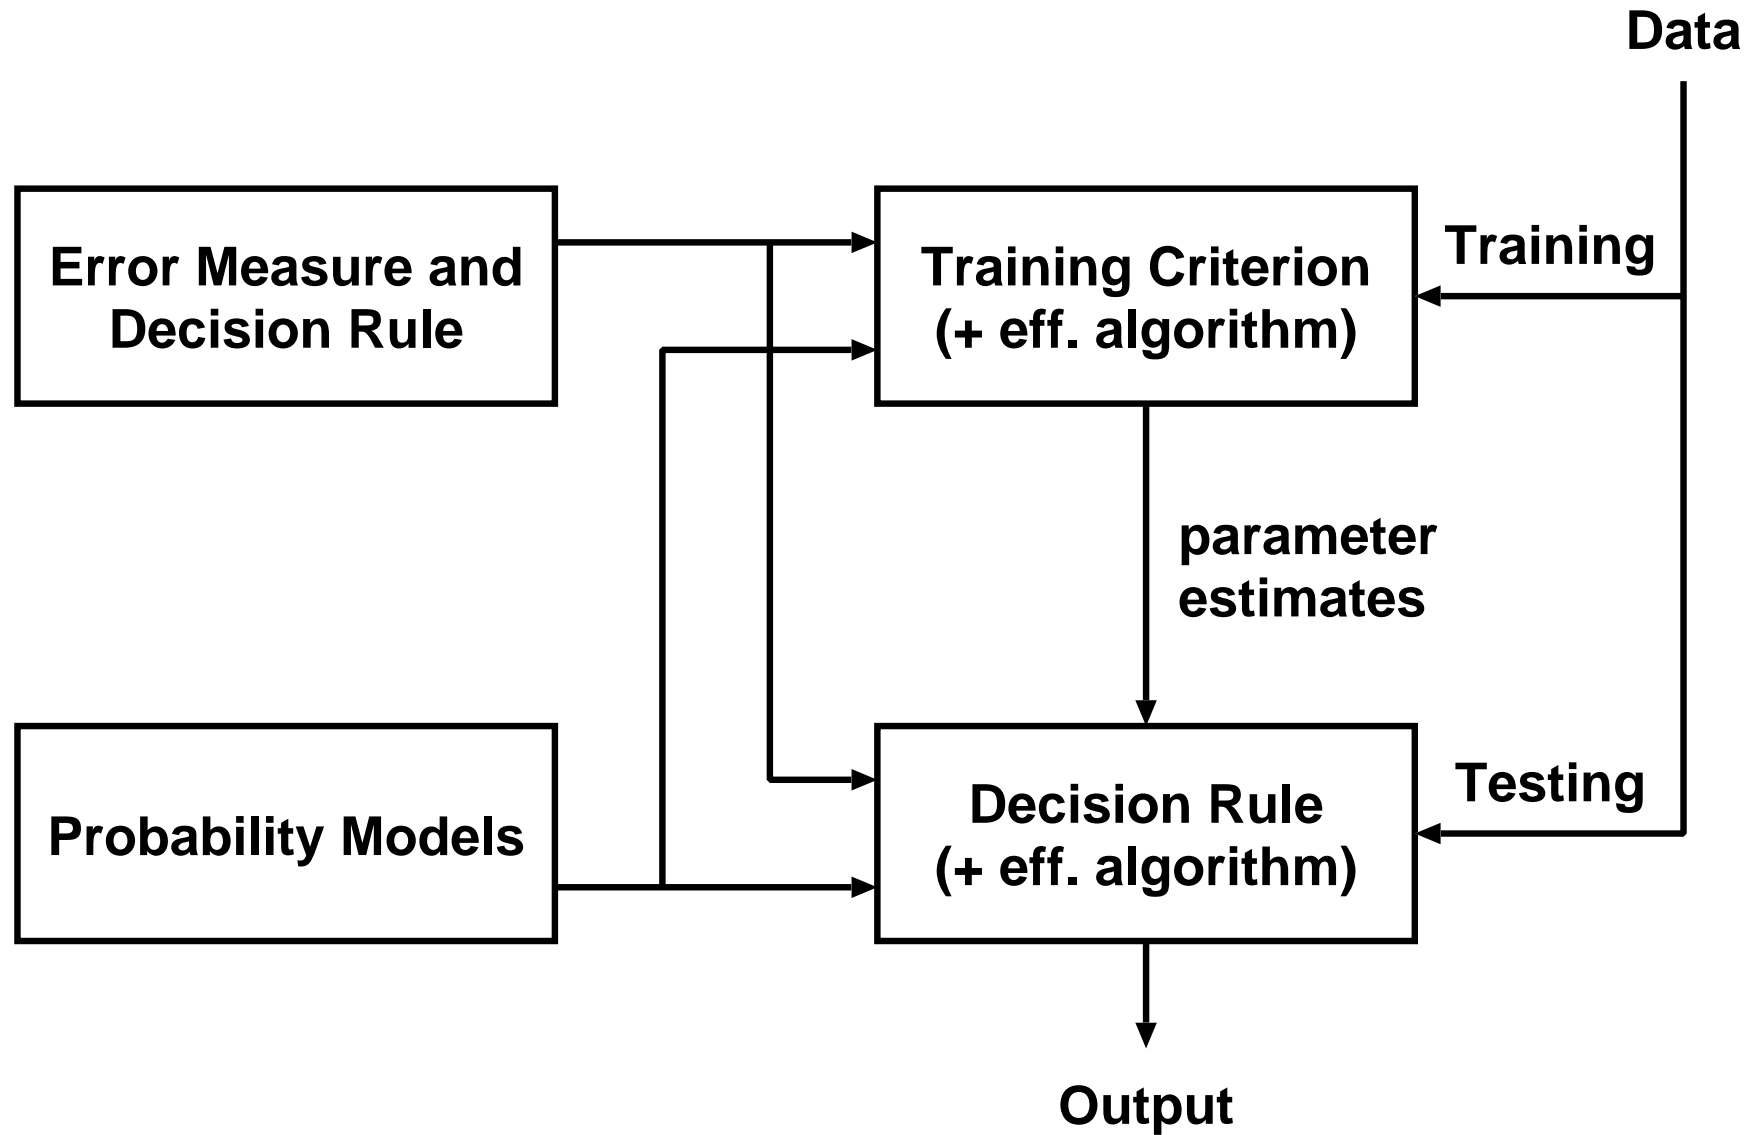 Data
Error Measure and
Decision Rule
Training Criterion
(+ eff. algorithm)
Training
parameter
estimates
Probability Models
Decision Rule
(+ eff. algorithm)
Testing
Output